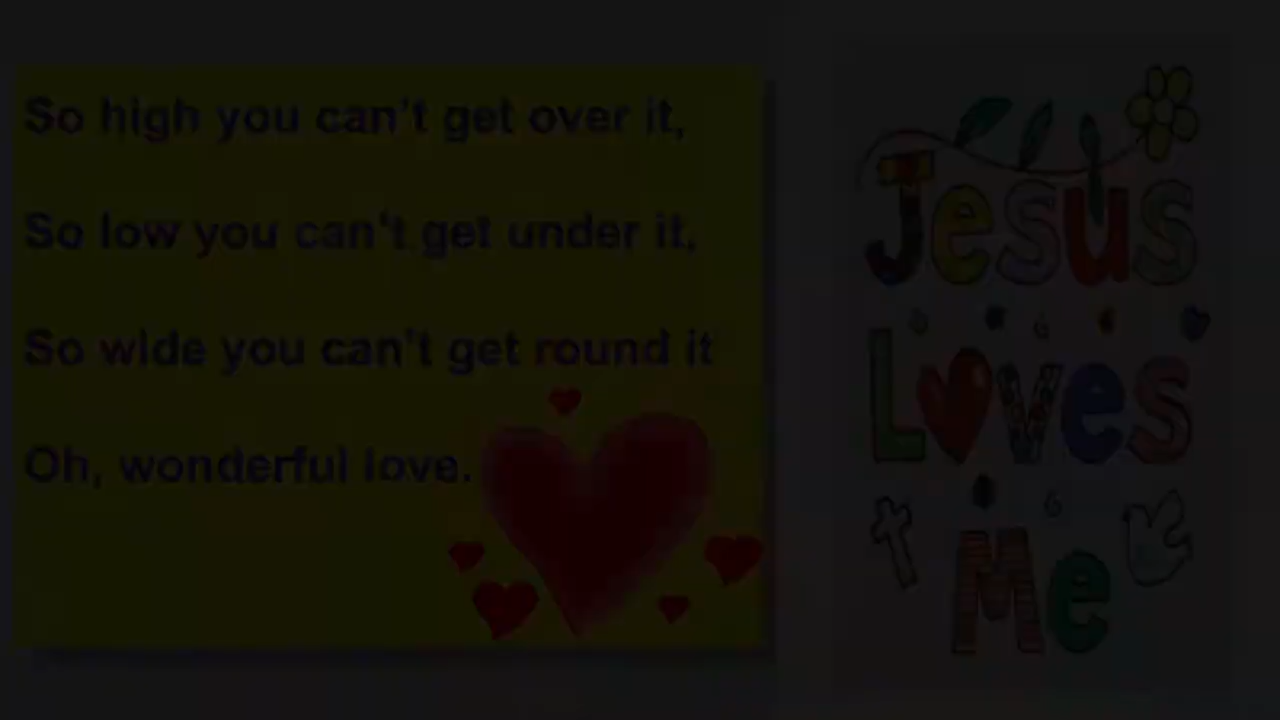 So high you can't get over it,
So low you can't get under it,
So wide you can't get round it
Oh, wonderful love.
Jesus
Loves
Me